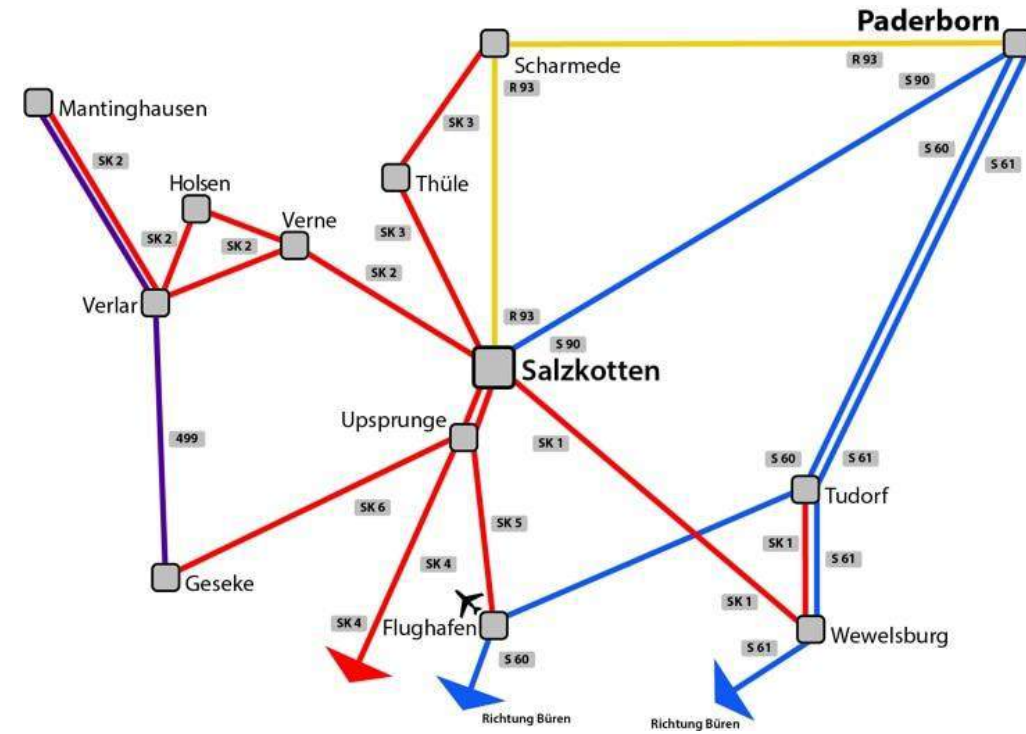 Paderborn
Scharmede
R 93
R 93
S 90
Mantinghausen
SK 3
SK 2
S 60
S 61
Holsen
Thüle
Verne
SK 3
SK 2
SK 2
SK 2
Verlar
R 93
S 90
Salzkotten
Upsprunge
499
SK 1
S 60
S 61
Tudorf
SK 6
SK 5
SK 1
S 61
SK 4
Geseke
SK 4
SK 1
Flughafen
Wewelsburg
S 60
S 61
Richtung Büren
Richtung Büren